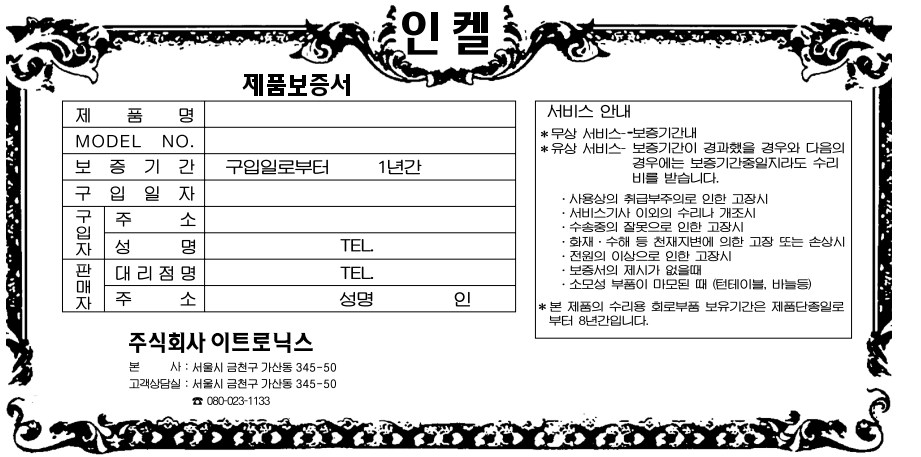 인켈
제품보증서
제 품 명
MODEL NO.
보 증 기 간 구입일로부터 1년간
구 입 일 자
구입자 주 소
성 명 TEL.
판매자 대리점명 TEL.
주 소 성명 인
서비스 안내
*무상 서비스--보증기간내
*유상 서비스- 보증기간이 경과했을 경우와 다음의
경우에는 보증기간중일지라도 수리
비를 받습니다.
· 사용상의 취급부주의로 인한 고장시
· 서비스기사 이외의 수리나 개조시
· 수송중의 잘못으로 인한 고장시
· 화재 · 수해 등 천재지변에 의한 고장 또는 손상시
· 전원의 이상으로 인한 고장시
· 보증서의 제시가 없을때
· 소모성 부품이 마모된 때 (턴테이블, 바늘등)
*본 제품의 수리용 회로부품 보유기간은 제품단종일로
부터 8년간입니다.
주식회사 이트로닉스
본 사 : 서울시 금천구 가산동 345-50
고객상담실 : 서울시 금천구 가산동 345-50
☎ 080-023-1133